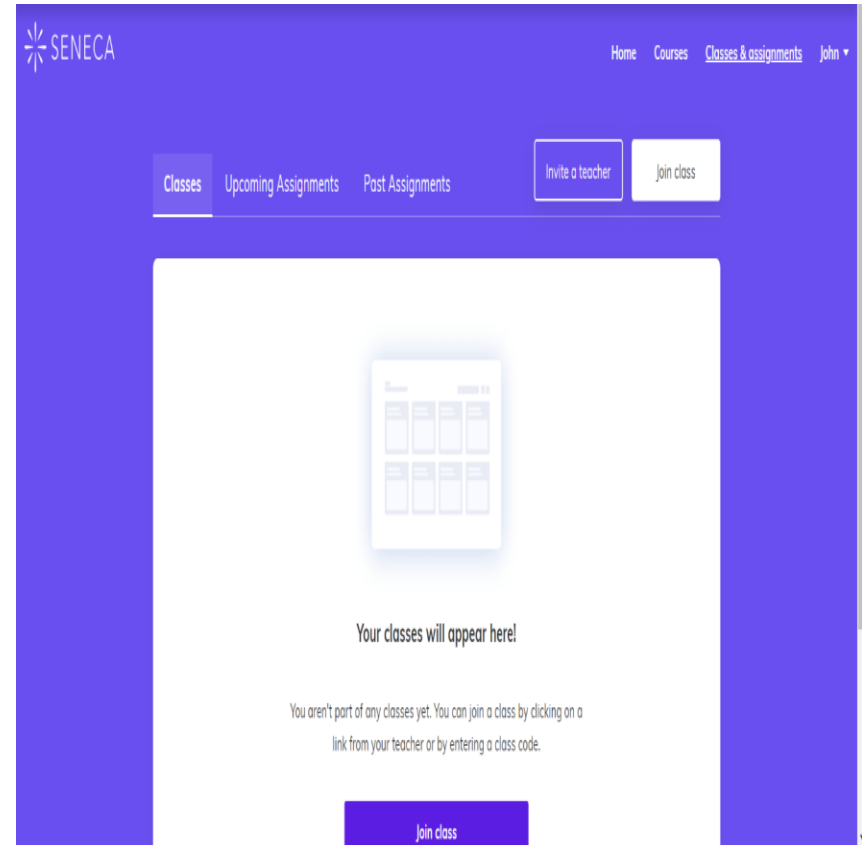 SENECA
Home Courses Classes & assignments John
Classes Upcoming Assignments Past Assignments Invite a teacher Join class
Your classes will appear here!
You aren't part of any classes yet. You can join a class by clicking on a
link from your teacher or by entering a class code.
Join class